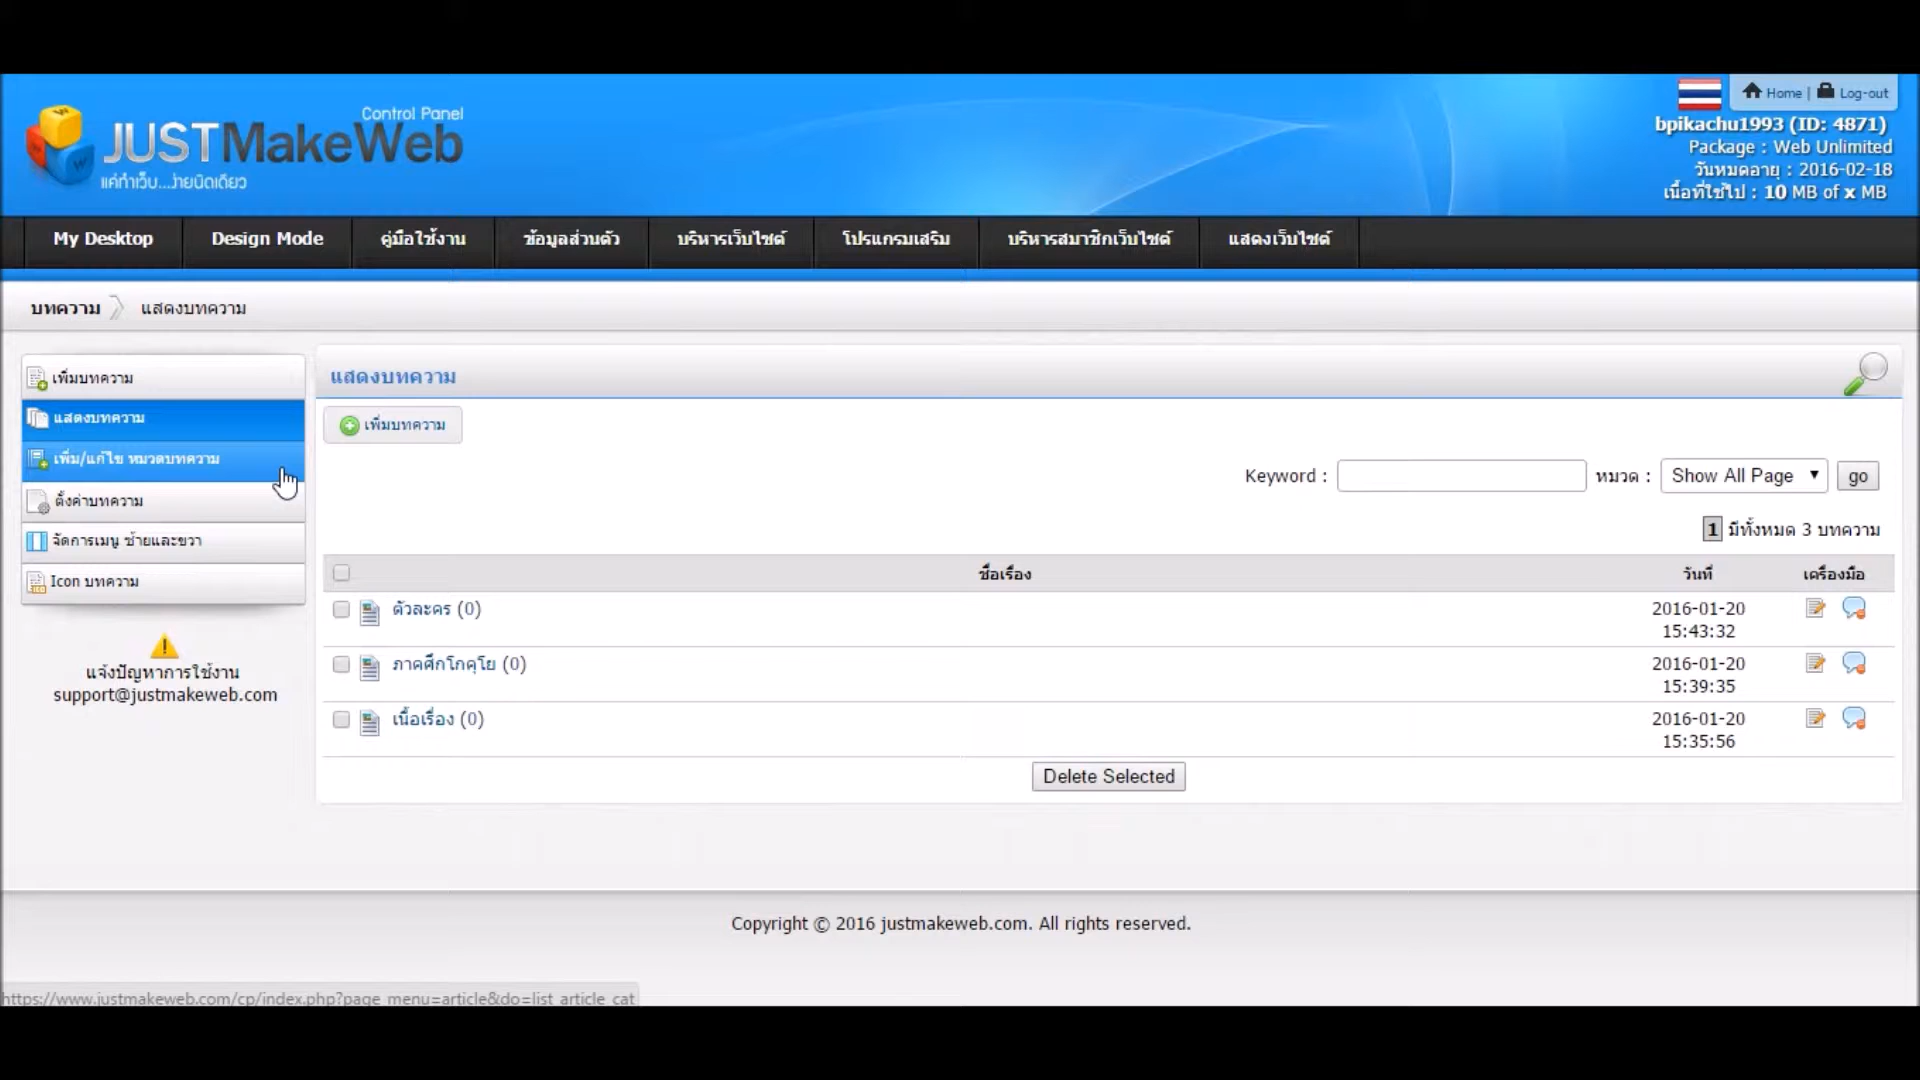 Control Panel
JUSTMakeWeb
แค่ทำเว็บ...ง่ายนิดเดียว
Home | Log-out
bpikachu1993 (ID: 4871)
Package : Web Unlimited
วันหมดอายุ : 2016-02-18
เนื้อที่ใช้ไป : 10 MB of x MB
My Desktop
Design Mode
คู่มือใช้งาน
ข้อมูลส่วนตัว
บริหารเว็บไซต์
โปรแกรมเสริม
บริหารสมาชิกเว็บไซต์
แสดงเว็บไซต์
บทความ
แสดงบทความ
เพิ่มบทความ
แสดงบทความ
เพิ่ม/แก้ไข หมวดบทความ
ตั้งค่าบทความ
จัดการเมนู ซ้ายและขวา
Icon บทความ
แจ้งปัญหาการใช้งาน
support@justmakeweb.com
แสดงบทความ
เพิ่มบทความ
Keyword : หมวด : Show All Page go
1 มีทั้งหมด 3 บทความ
ชื่อเรื่อง วันที่ เครื่องมือ
ตัวละคร (0) 2016-01-20
15:43:32
ภาคศึกโกคุโย (0) 2016-01-20
15:39:35
เนื้อเรื่อง (0) 2016-01-20
15:35:56
Delete Selected
Copyright © 2016 justmakeweb.com. All rights reserved.
https://www.justmakeweb.com/cp/index.php?page_menu=article&do=list_article_cat